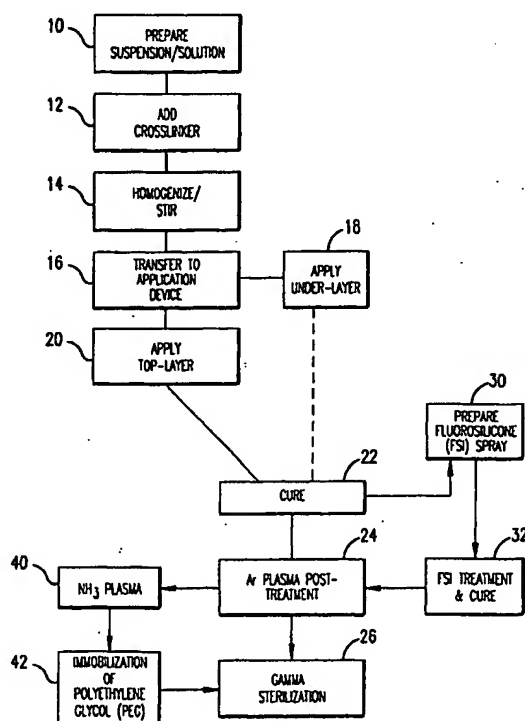 10
PREPARE
SUSPENSION/SOLUTION
12
ADD
CROSSLINKER
14
HOMOGENIZE/
STIR
16
TRANSFER TO
APPLICATION
DEVICE
18
APPLY
UNDER-LAYER
20
APPLY
TOP-LAYER
22
CURE
30
PREPARE
FLUOROSILICONE
(FSI) SPRAY
32
FSI TREATMENT
& CURE
24
Ar PLASMA POST-
TREATMENT
40
NH3 PLASMA
42
IMMOBILIZATION
OF
POLYETHYLENE
GLYCOL (PEG)
26
GAMMA
STERILIZATION